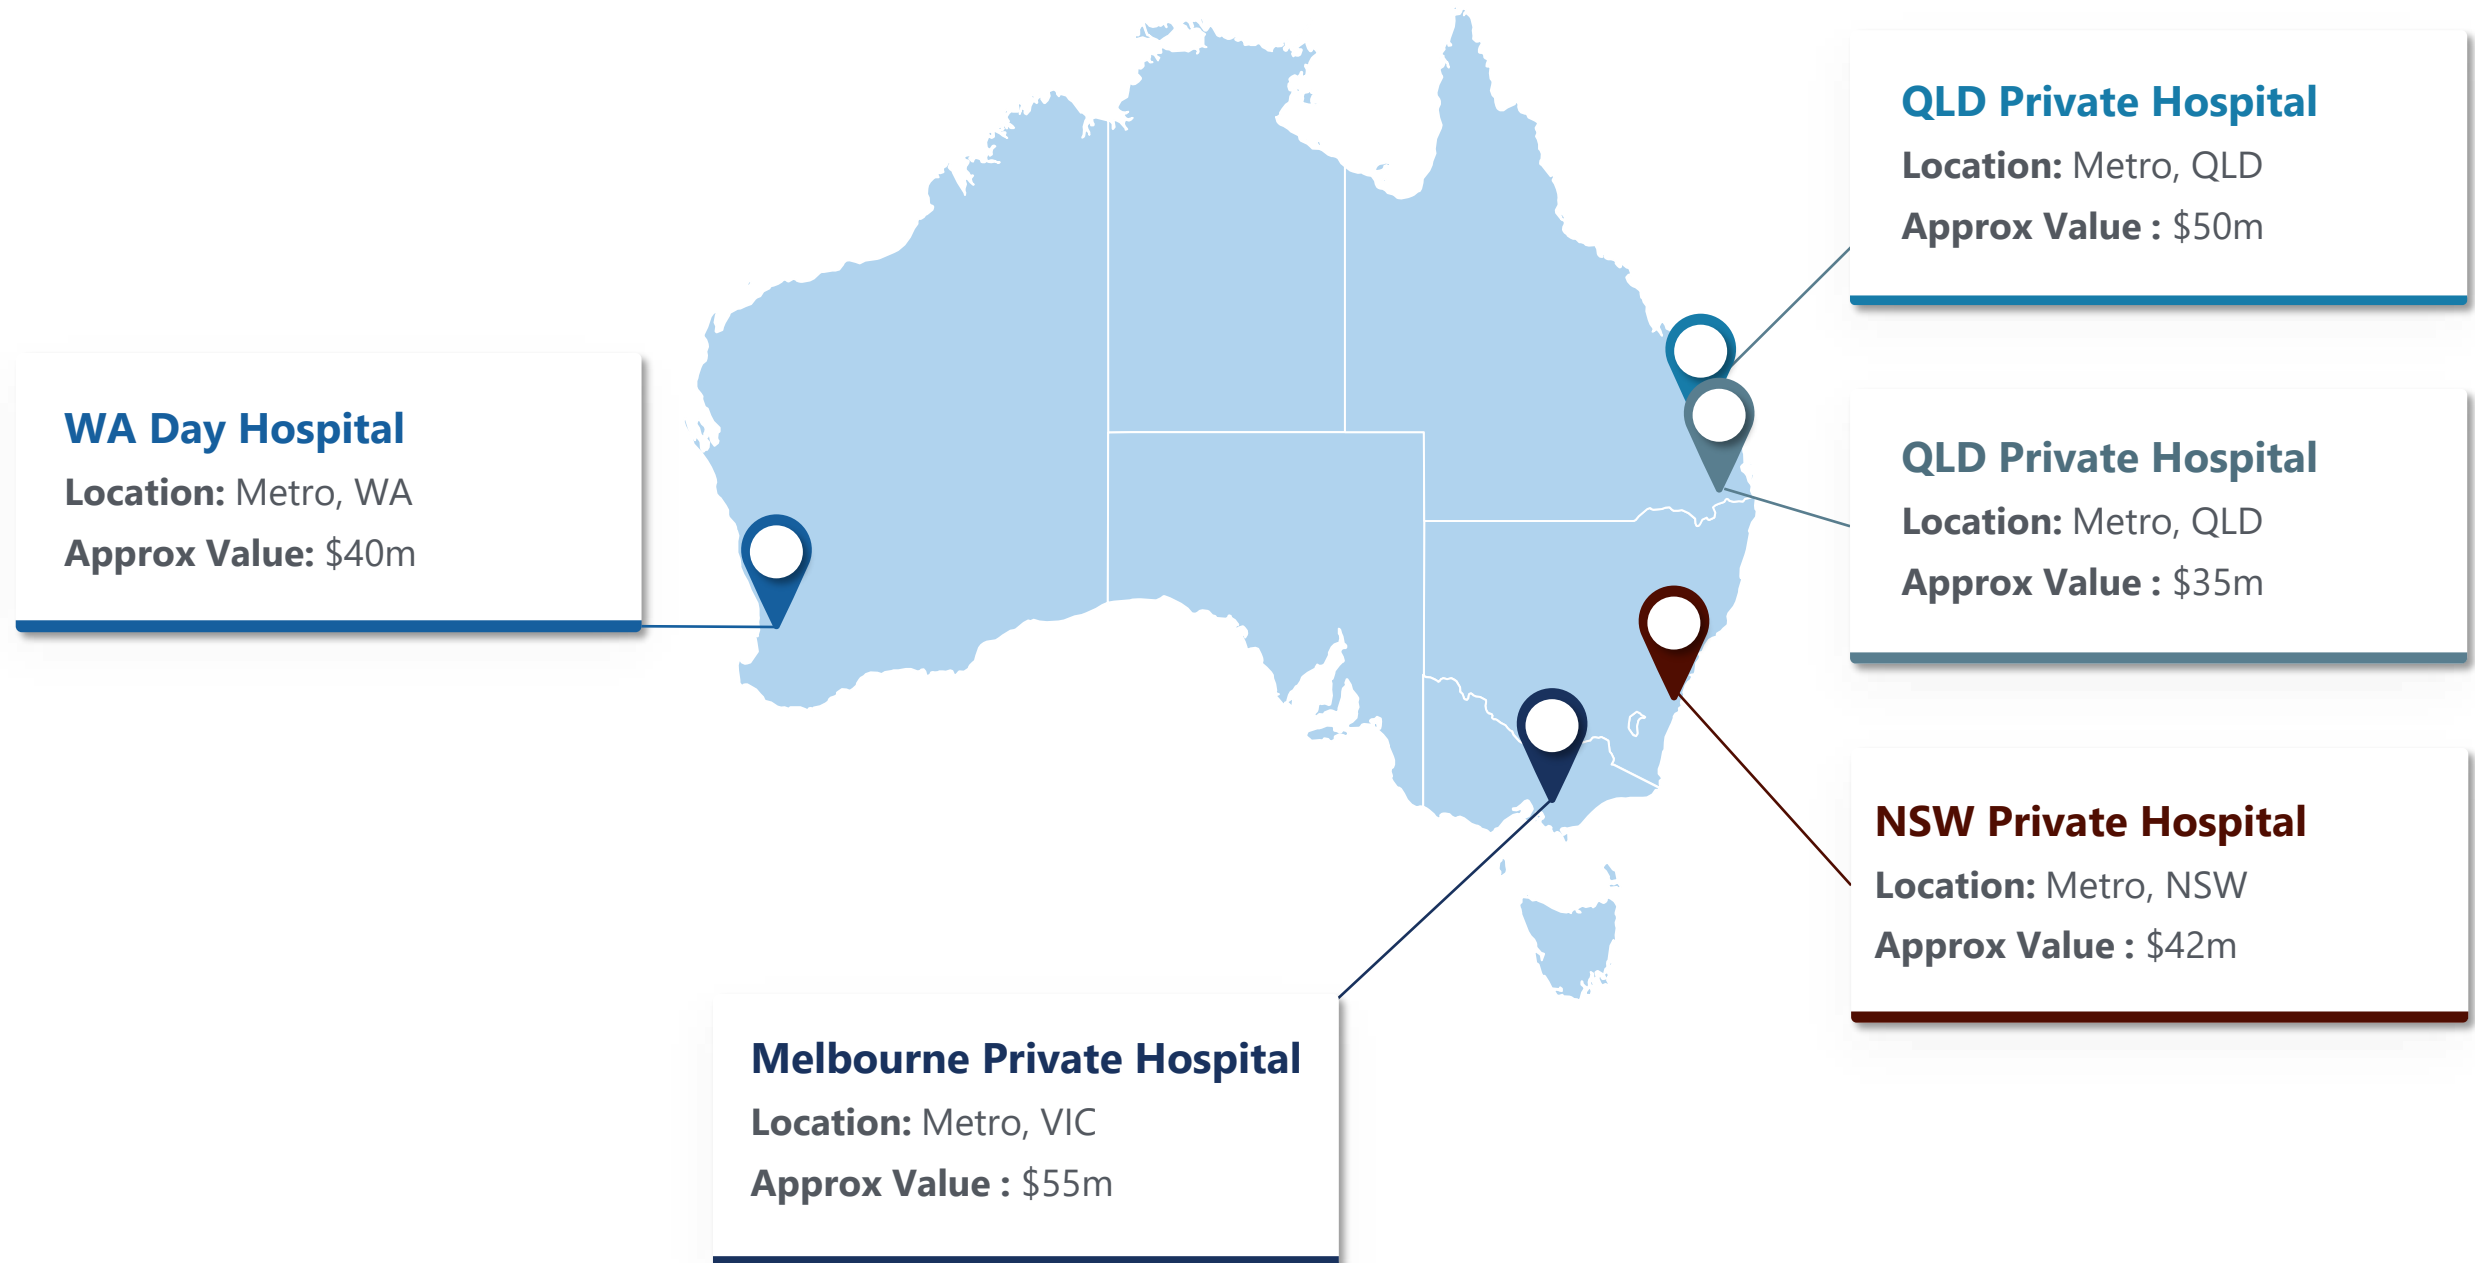 QLD Private Hospital
Location: Metro, QLD
Approx Value : $50m
WA Day Hospital
Location: Metro, WA
Approx Value: $40m
QLD Private Hospital
Location: Metro, QLD
Approx Value : $35m
NSW Private Hospital
Location: Metro, NSW
Approx Value : $42m
Melbourne Private Hospital
Location: Metro, VIC
Approx Value : $55m